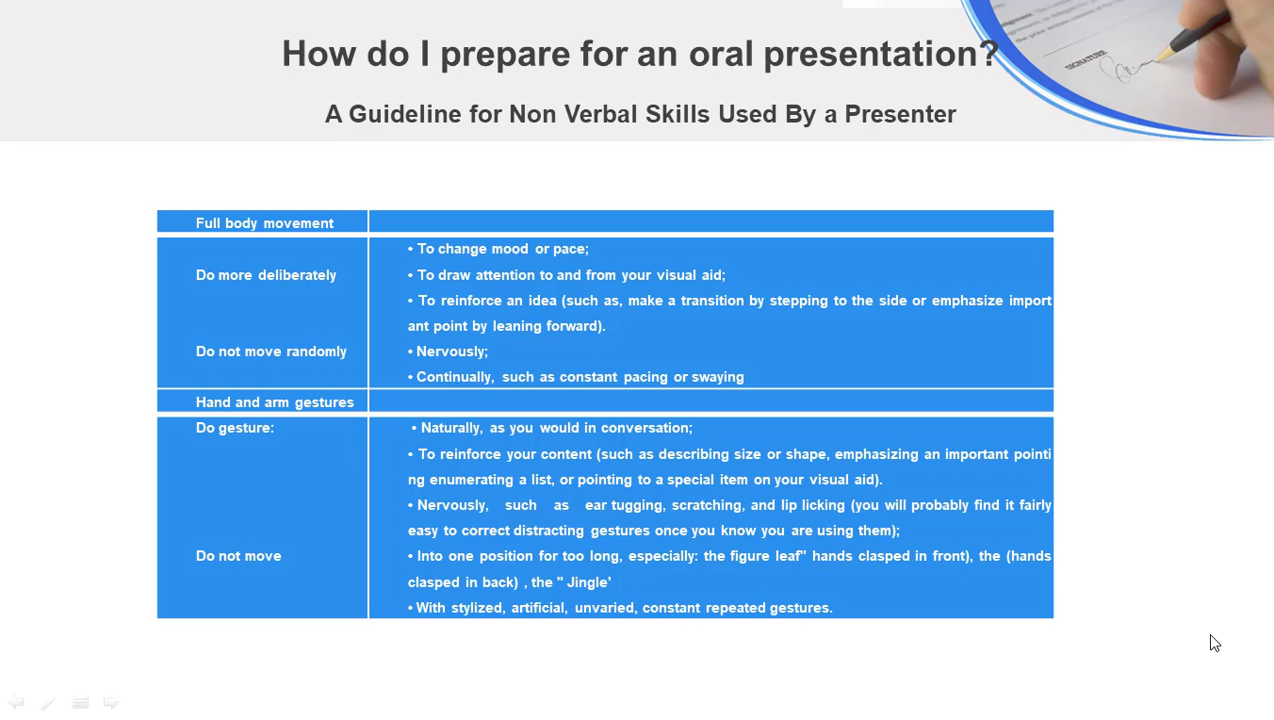 How do I prepare for an oral presentation?
A Guideline for Non Verbal Skills Used By a Presenter
SIGNATURE
Full body movement
• To change mood or pace;
Do more deliberately
• To draw attention to and from your visual aid;
• To reinforce an idea (such as, make a transition by stepping to the side or emphasize import
ant point by leaning forward).
Do not move randomly
• Nervously;
• Continually, such as constant pacing or swaying
Hand and arm gestures
Do gesture:
• Naturally, as you would in conversation;
• To reinforce your content (such as describing size or shape, emphasizing an important pointi
ng enumerating a list, or pointing to a special item on your visual aid).
• Nervously, such as ear tugging, scratching, and lip licking (you will probably find it fairly
easy to correct distracting gestures once you know you are using them);
Do not move
• Into one position for too long, especially: the figure leaf" hands clasped in front), the (hands
clasped in back) , the " Jingle'
• With stylized, artificial, unvaried, constant repeated gestures.